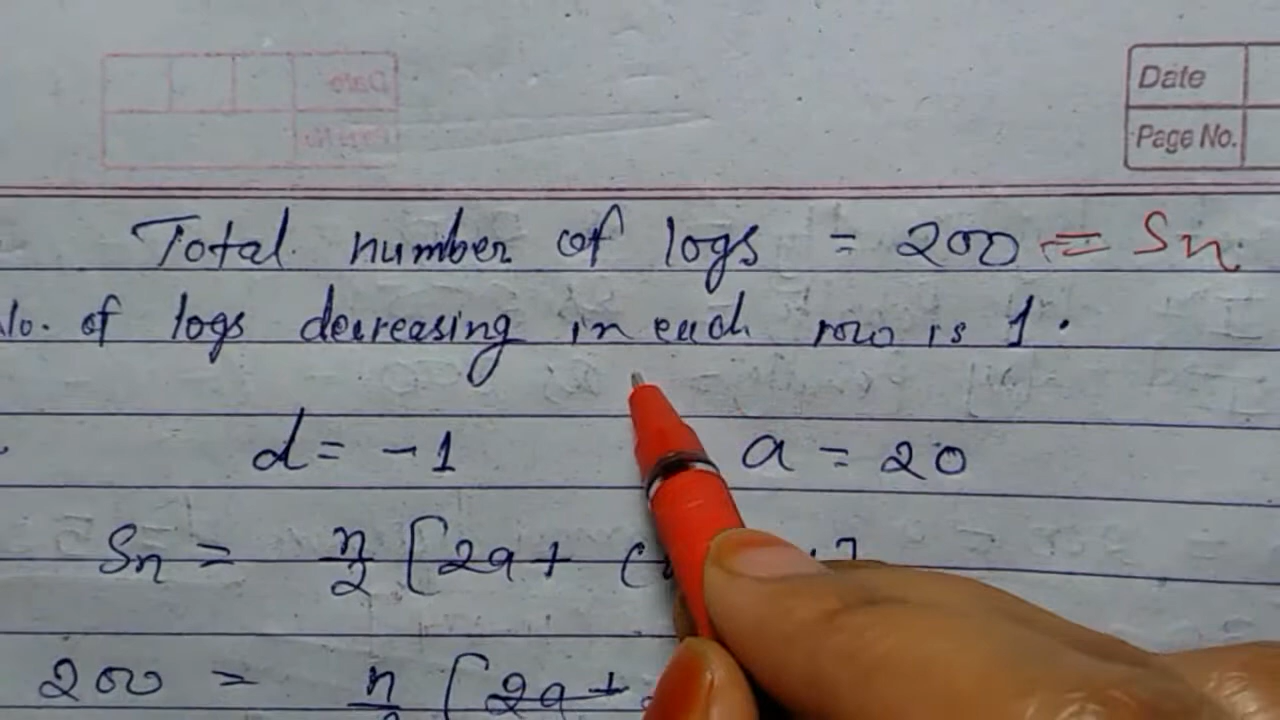 Date
Page No.
Total number of logs = 200 = Sn
No. of logs decreasing in each row is 1.
d = -1 a = 20
Sn = n/2 [2a + (
200 = n/2 [2a +